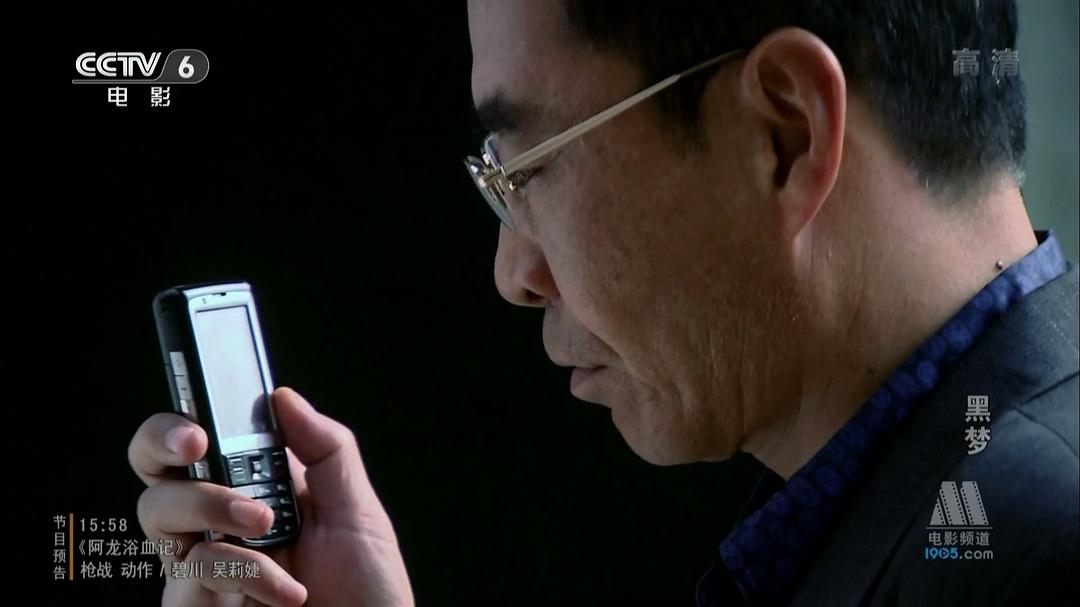 CCTV 6
电影
高清
黑梦
节目预告
15:58
《阿龙浴血记》
枪战 动作 / 碧川 吴莉婕
电影频道
1905.com